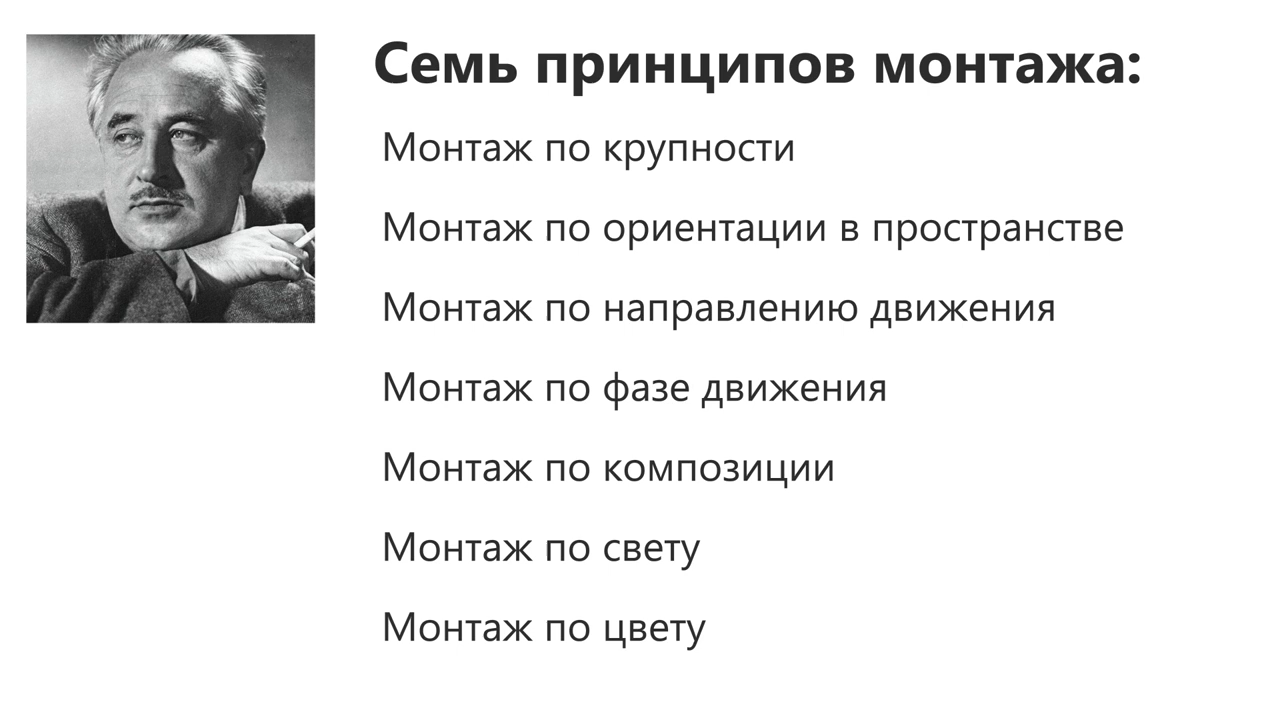 Семь принципов монтажа:
Монтаж по крупности
Монтаж по ориентации в пространстве
Монтаж по направлению движения
Монтаж по фазе движения
Монтаж по композиции
Монтаж по свету
Монтаж по цвету